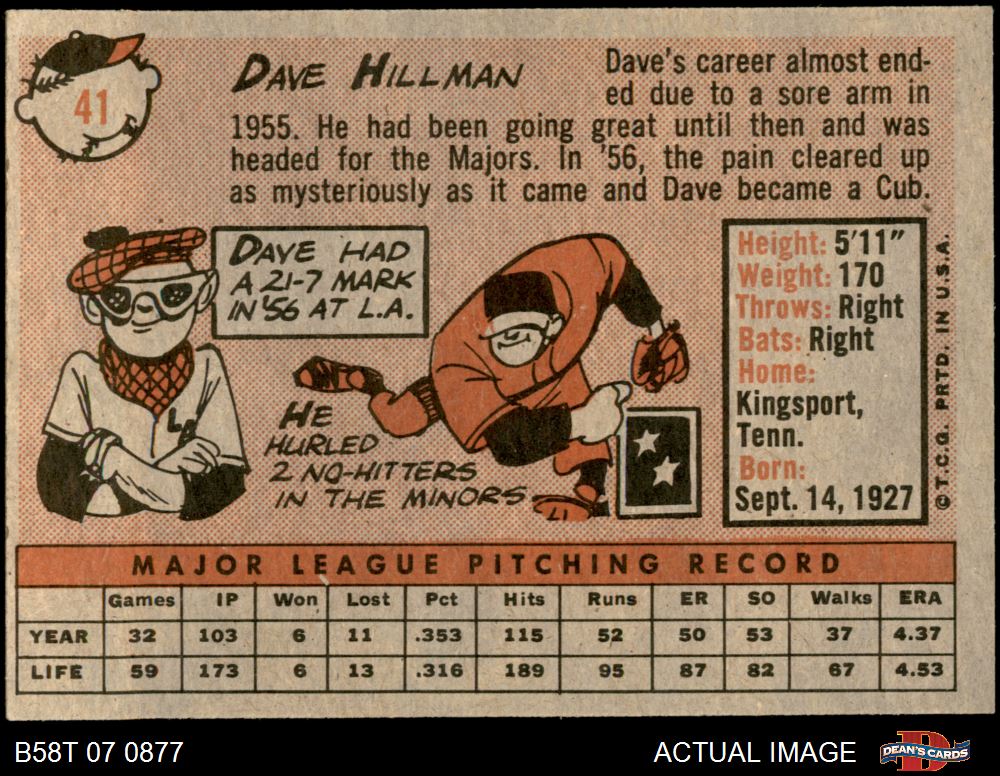 41
DAVE HILLMAN
Dave's career almost end-
ed due to a sore arm in
1955. He had been going great until then and was
headed for the Majors. In '56, the pain cleared up
as mysteriously as it came and Dave became a Cub.
DAVE HAD
A 21-7 MARK
IN '56 AT L.A.
LA
HE
HURLED
2 NO-HITTERS
IN THE MINORS
Height: 5'11"
Weight: 170
Throws: Right
Bats: Right
Home:
Kingsport,
Tenn.
Born:
Sept. 14, 1927
© T.C.G. PRTD. IN U.S.A.
MAJOR LEAGUE PITCHING RECORD
Games IP Won Lost Pct Hits Runs ER SO Walks ERA
YEAR 32 103 6 11 .353 115 52 50 53 37 4.37
LIFE 59 173 6 13 .316 189 95 87 82 67 4.53
B58T 07 0877
ACTUAL IMAGE
DEAN'S CARDS